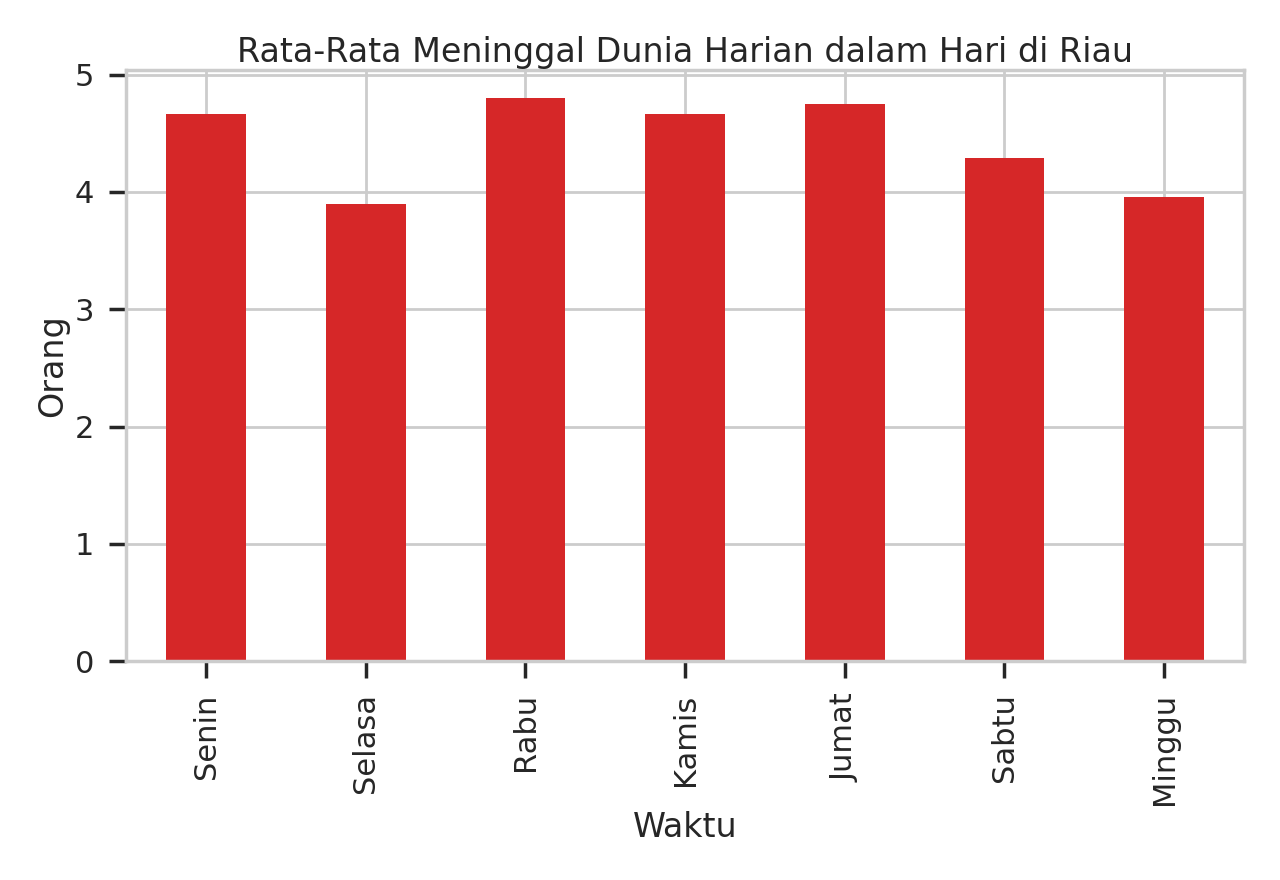 Rata-Rata Meninggal Dunia Harian dalam Hari di Riau
5
4
3
2
1
0
Orang
Senin
Selasa
Rabu
Kamis
Jumat
Sabtu
Minggu
Waktu